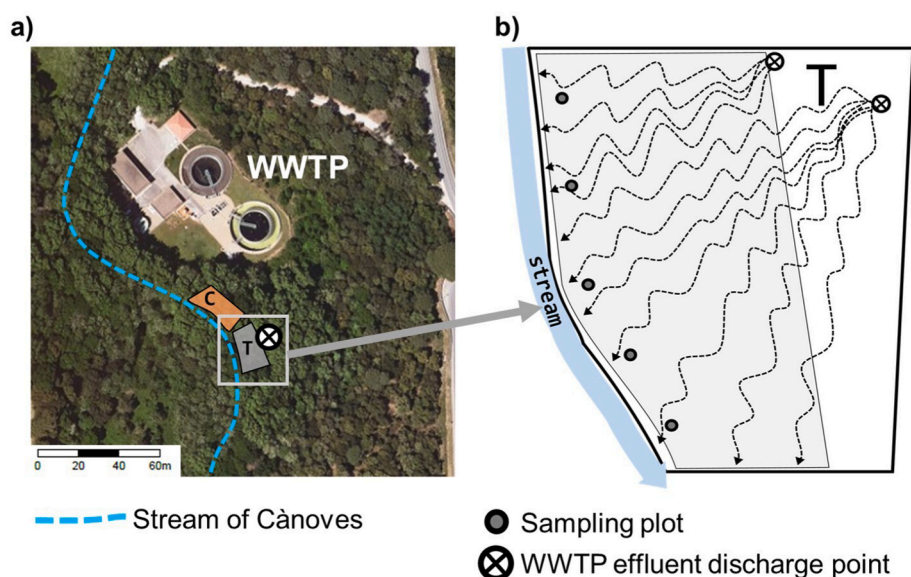 a)
WWTP
C
T
0 20 40 60m
Stream of Cànoves
b)
T
stream
Sampling plot
WWTP effluent discharge point